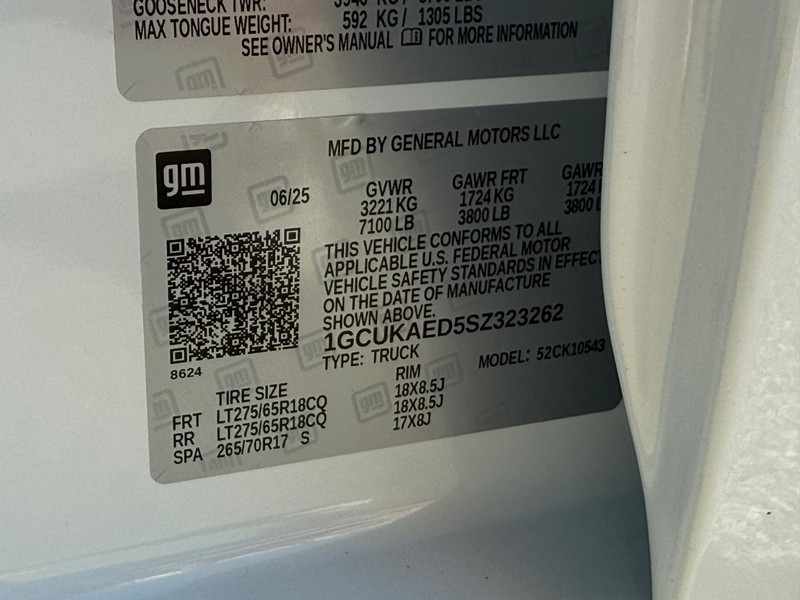 GOOSENECK TWR:
MAX TONGUE WEIGHT: 592 KG / 1305 LBS
SEE OWNER'S MANUAL FOR MORE INFORMATION
gm
MFD BY GENERAL MOTORS LLC
06/25
GVWR GAWR FRT GAWR
3221 KG 1724 KG 1724
7100 LB 3800 LB 3800 L
THIS VEHICLE CONFORMS TO ALL
APPLICABLE U.S. FEDERAL MOTOR
VEHICLE SAFETY STANDARDS IN EFFEC
ON THE DATE OF MANUFACTURE
SHOWN ABOVE.
1GCUKAED5SZ323262
TYPE: TRUCK MODEL: 52CK10543
8624
TIRE SIZE RIM
FRT LT275/65R18CQ 18X8.5J
RR LT275/65R18CQ 18X8.5J
SPA 265/70R17 S 17X8J